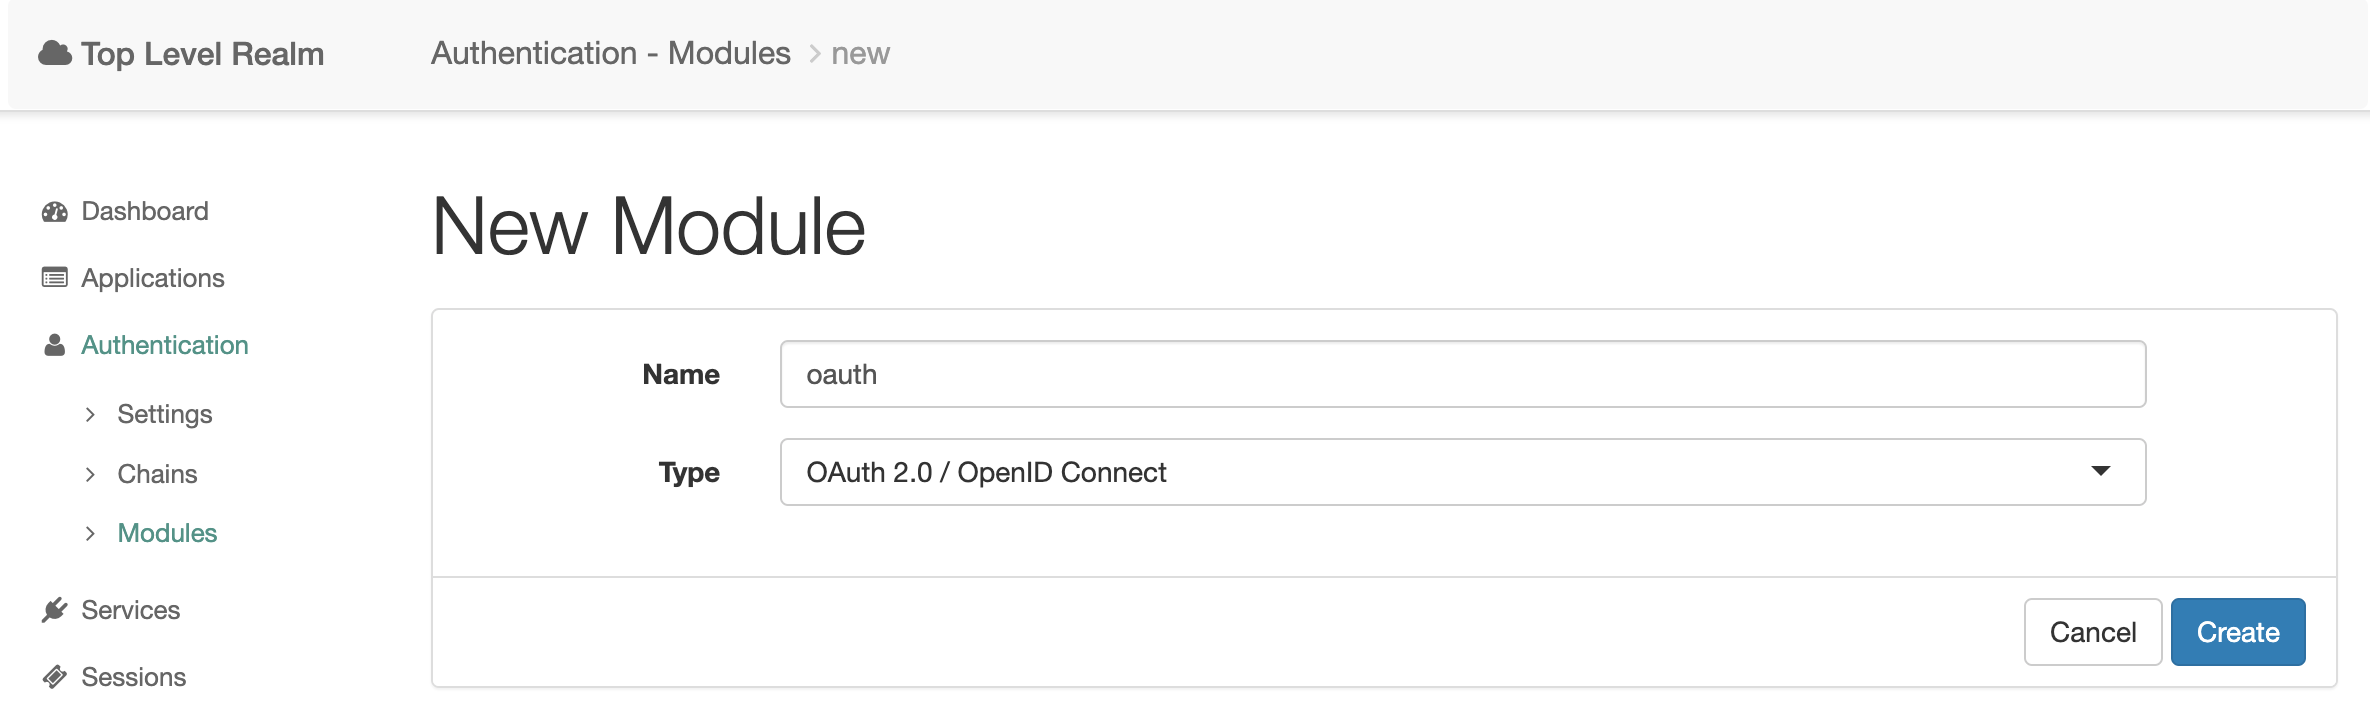 Top Level Realm
Authentication - Modules > new
Dashboard
Applications
Authentication
Settings
Chains
Modules
Services
Sessions
New Module
Name oauth
Type OAuth 2.0 / OpenID Connect
Cancel Create